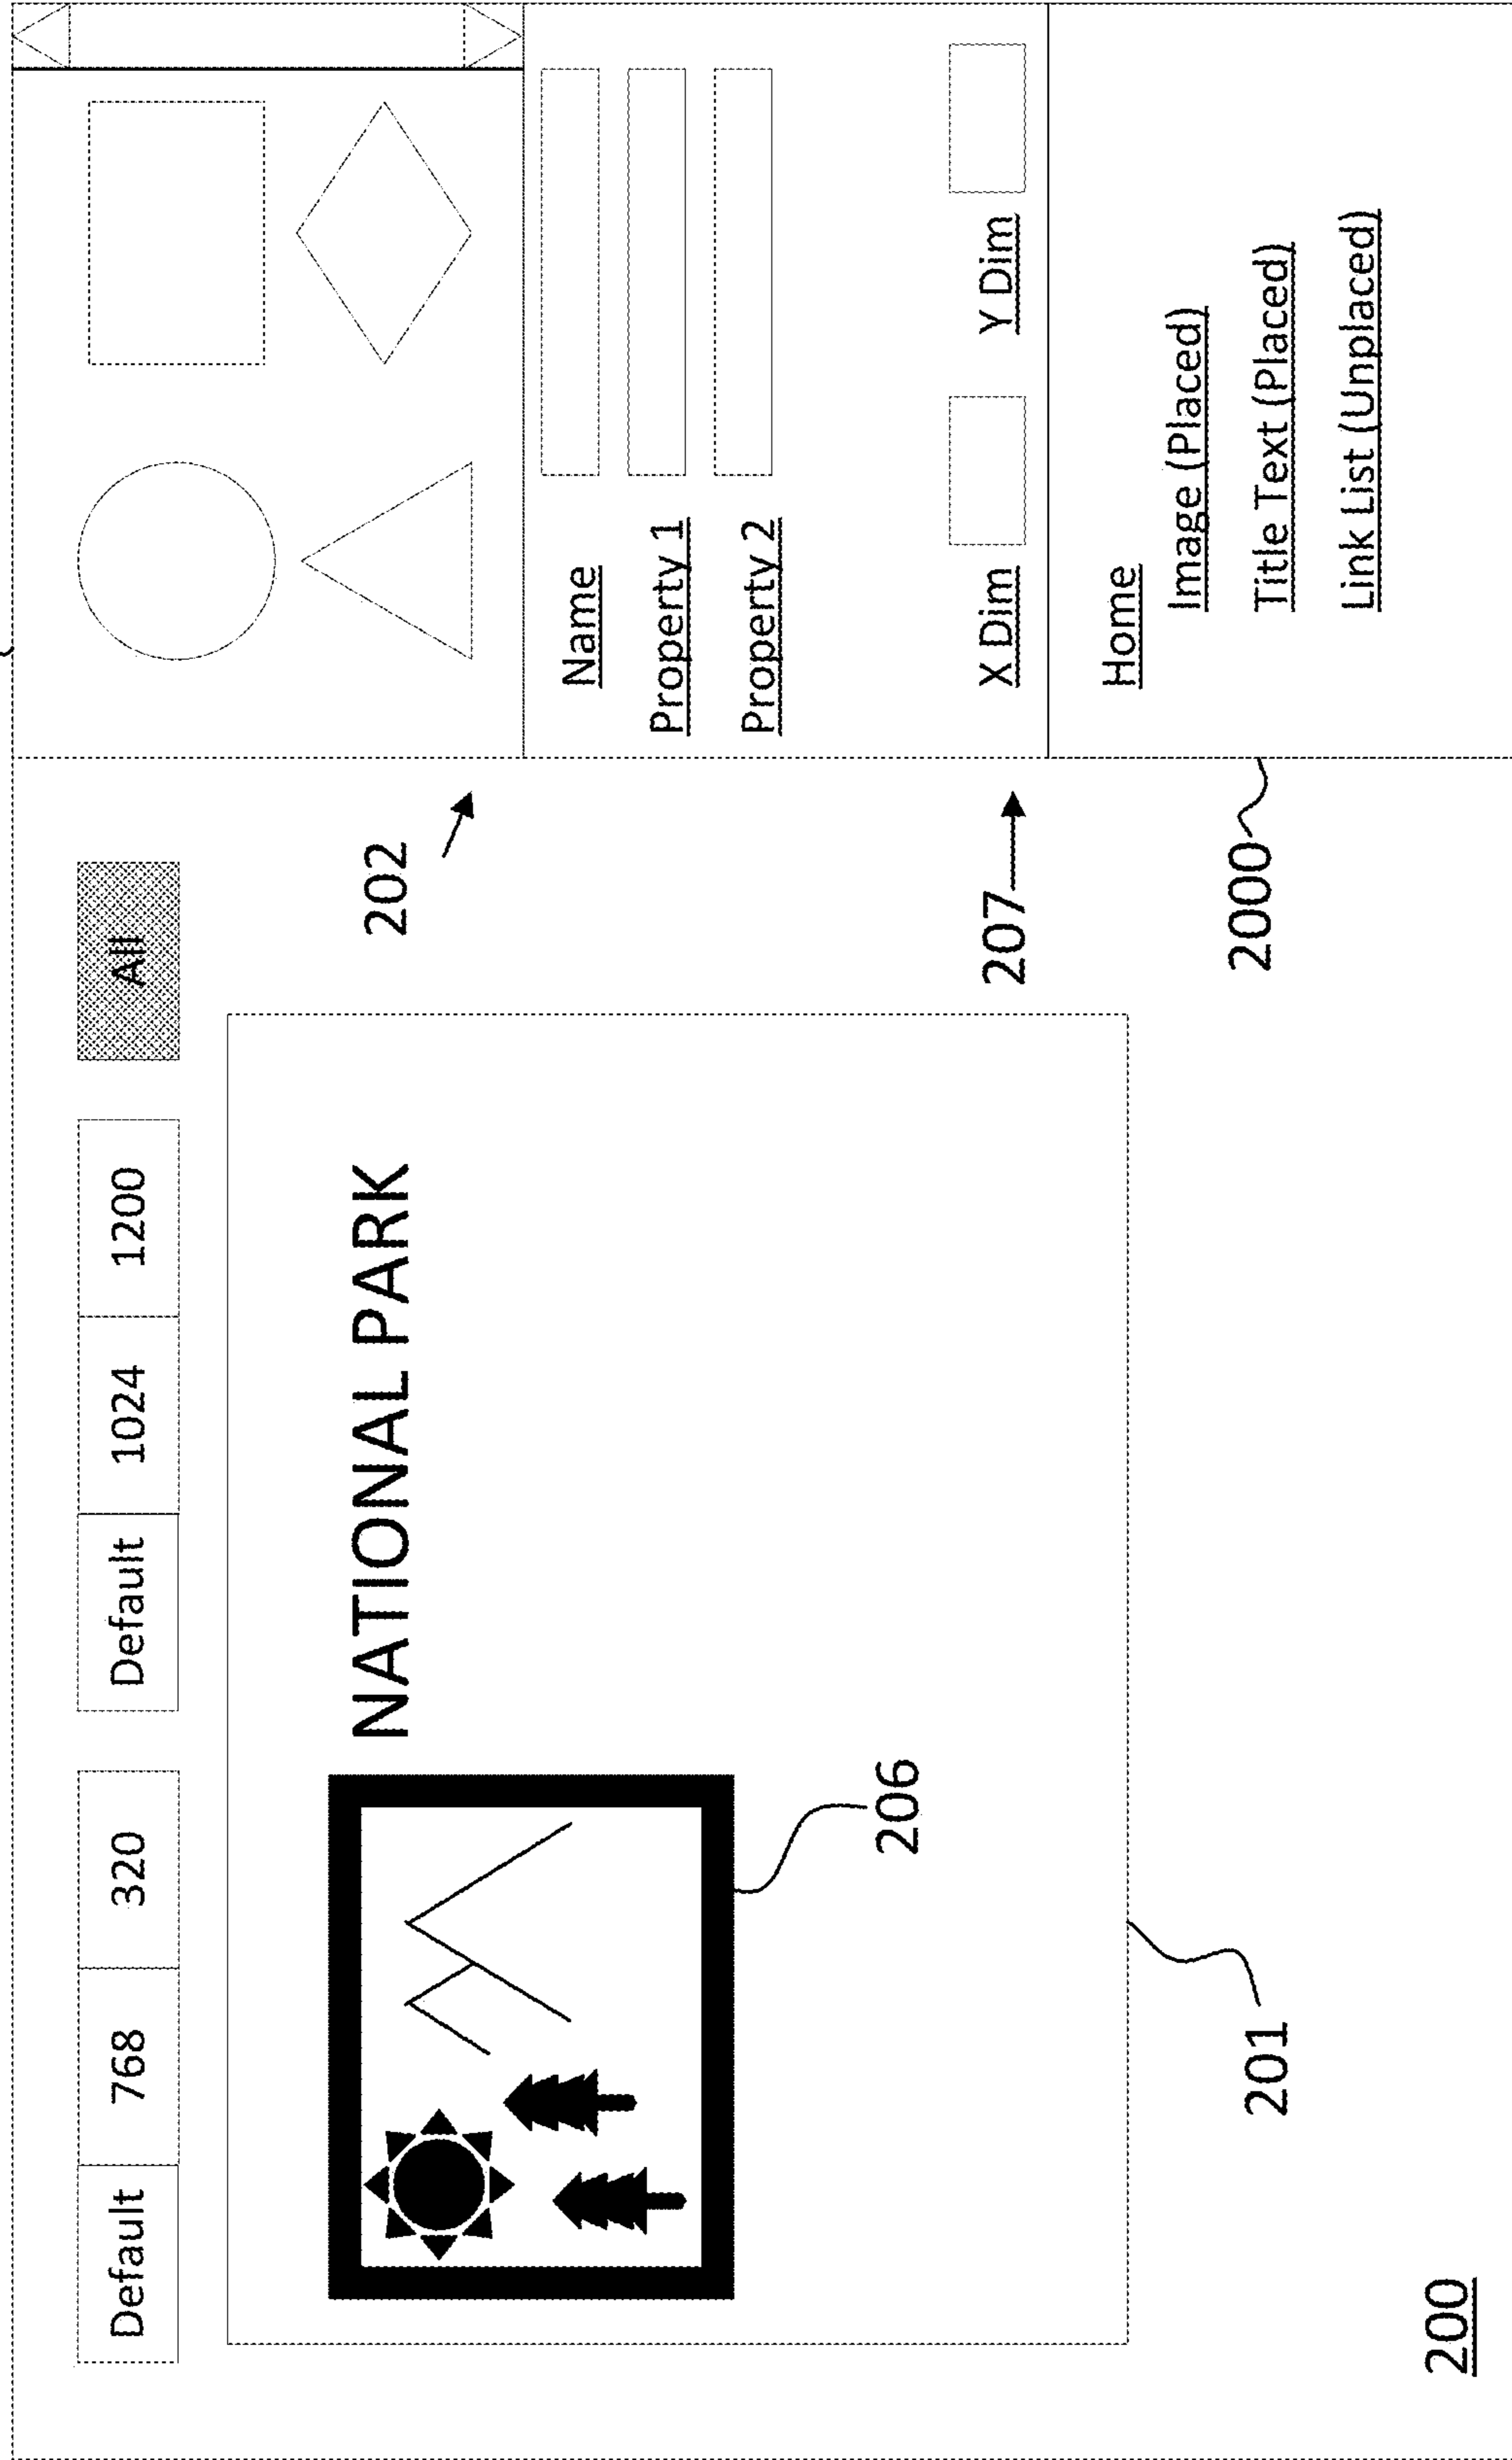 Default 768 320 Default 1024 1200 All
NATIONAL PARK
206
201
200
202
207
2000
Name
Property 1
Property 2
X Dim Y Dim
Home
Image (Placed)
Title Text (Placed)
Link List (Unplaced)